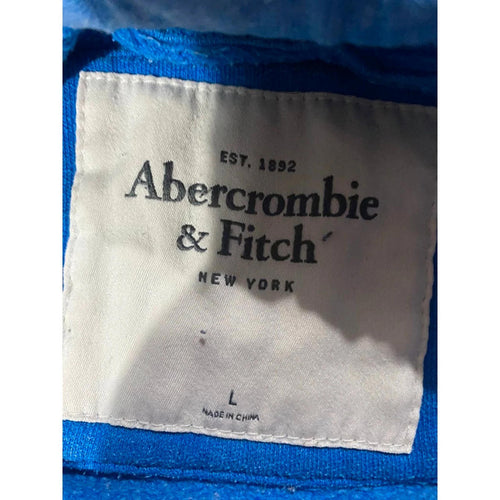 EST. 1892
Abercrombie
& Fitch
NEW YORK
L
MADE IN CHINA